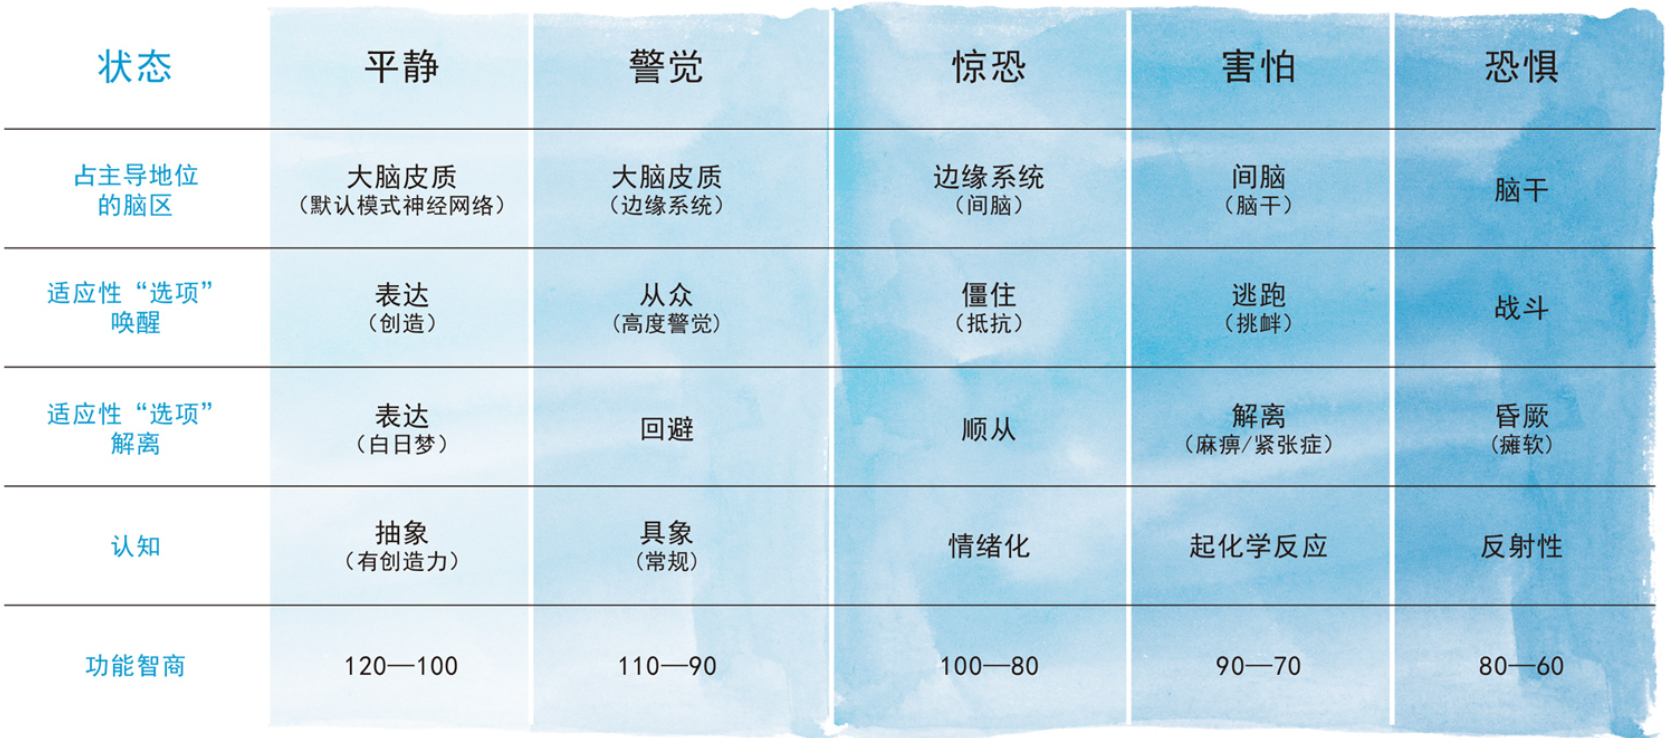 状态 平静 警觉 惊恐 害怕 恐惧
占主导地位
的脑区
大脑皮质
（默认模式神经网络）
大脑皮质
（边缘系统）
边缘系统
（间脑）
间脑
（脑干）
脑干
适应性“选项”
唤醒
表达
（创造）
从众
（高度警觉）
僵住
（抵抗）
逃跑
（挑衅）
战斗
适应性“选项”
解离
表达
（白日梦）
回避
顺从
解离
（麻痹/紧张症）
昏厥
（瘫软）
认知
抽象
（有创造力）
具象
（常规）
情绪化
起化学反应
反射性
功能智商 120—100 110—90 100—80 90—70 80—60